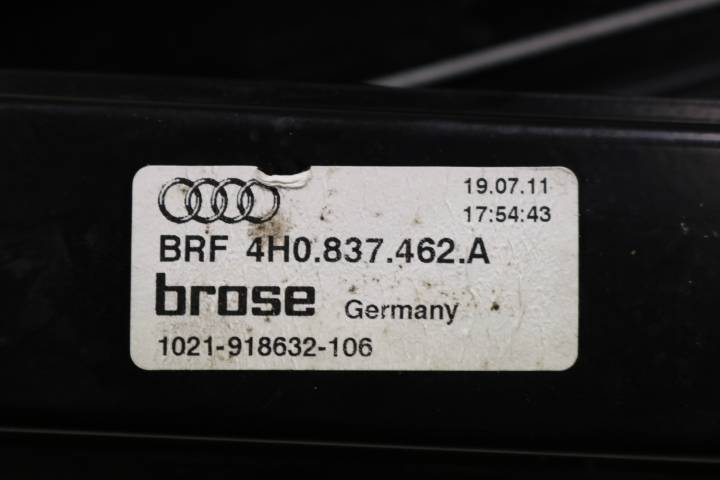 19.07.11
17:54:43
BRF 4H0.837.462.A
brose Germany
1021-918632-106